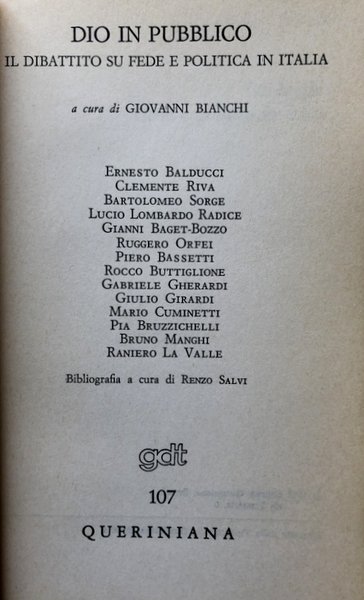 DIO IN PUBBLICO
IL DIBATTITO SU FEDE E POLITICA IN ITALIA
a cura di GIOVANNI BIANCHI
ERNESTO BALDUCCI
CLEMENTE RIVA
BARTOLOMEO SORGE
LUCIO LOMBARDO RADICE
GIANNI BAGET-BOZZO
RUGGERO ORFEI
PIERO BASSETTI
ROCCO BUTTIGLIONE
GABRIELE GHERARDI
GIULIO GIRARDI
MARIO CUMINETTI
PIA BRUZZICHELLI
BRUNO MANGHI
RANIERO LA VALLE
Bibliografia a cura di RENZO SALVI
gdt
107
QUERINIANA